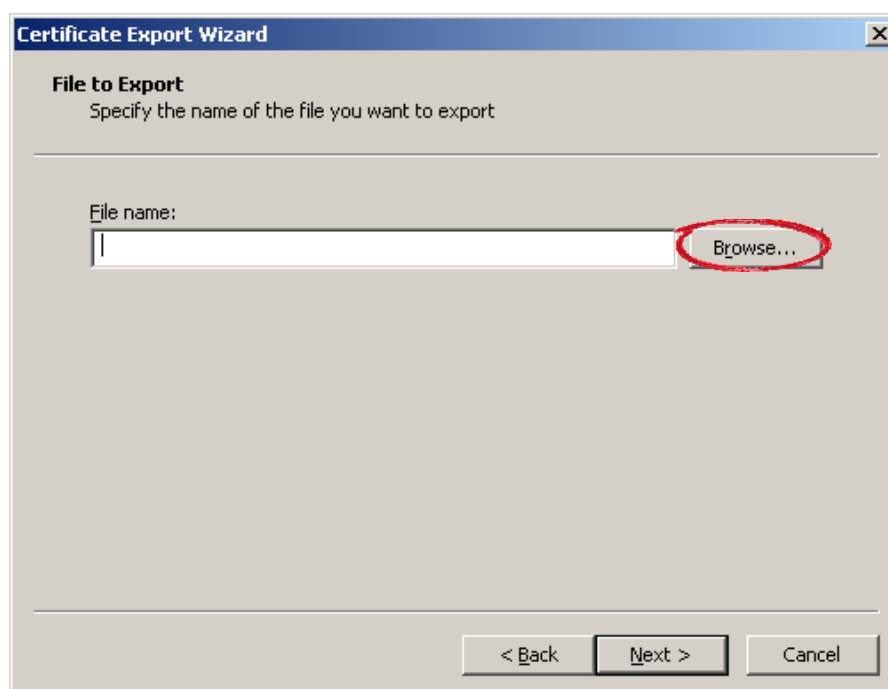 Certificate Export Wizard
File to Export
Specify the name of the file you want to export
File name:
Browse...
< Back
Next >
Cancel